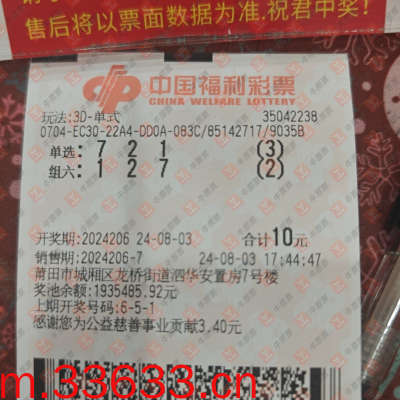 售后将以票面数据为准.祝君中奖!
中国福利彩票
CHINA WELFARE LOTTERY
玩法:3D-单式 35042238
0704-EC30-22A4-DD0A-083C/85142717/9035B
单选: 7 2 1 (3)
组六: 1 2 7 (2)
开奖期:2024206 24-08-03 合计10元
销售期:2024206-7 24-08-03 17:44:47
莆田市城厢区龙桥街道泗华安置房7号楼
奖池余额:1935485.92元
上期开奖号码:6-5-1
感谢您为公益慈善事业贡献3.40元
m.33633.cn